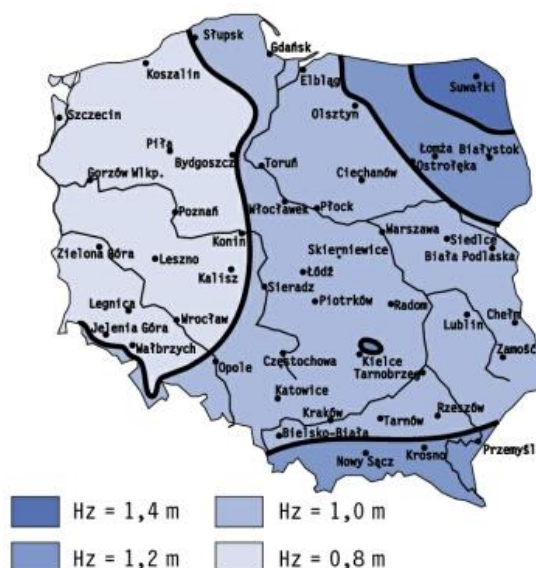 Słupsk
Gdańsk
Koszalin
Elbląg
Suwałki
Szczecin
Olsztyn
Piła
Bydgoszcz
Łomża
Białystok
Ostrołęka
Toruń
Ciechanów
Gorzów Wlkp.
Włocławek
Płock
Poznań
Konin
Warszawa
Siedlce
Zielona Góra
Leszno
Skierniewice
Biała Podlaska
Kalisz
Łódź
Sieradz
Legnica
Piotrków
Radom
Wrocław
Lublin
Chełm
Jelenia Góra
Wałbrzych
Opole
Częstochowa
Kielce
Zamość
Tarnobrzeg
Katowice
Kraków
Tarnów
Rzeszów
Bielsko-Biała
Nowy Sącz
Krosno
Przemyśl
Hz = 1,4 m
Hz = 1,0 m
Hz = 1,2 m
Hz = 0,8 m